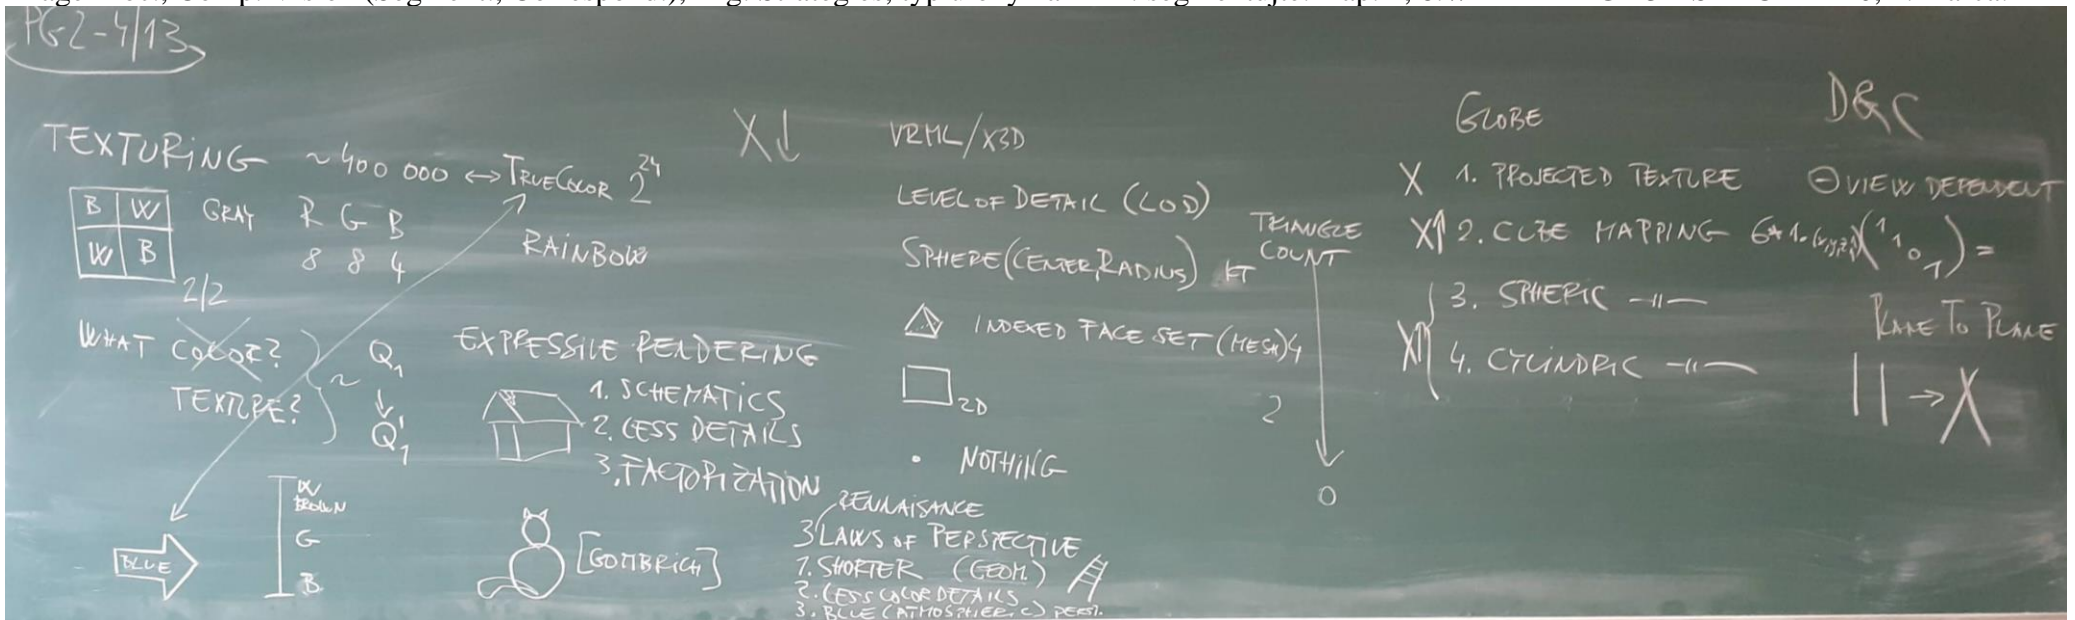 PG2-4/13
TEXTURiNG ~400 000 ↔ TRUECOLOR 2^24
B W
W B
GRAY R G B
8 8 4
2/2
RAiNBOW
WHAT COLOR?
TEXTURE?
~
Q1
↓
Q1'
BLUE
W
BROWN
G
B
EXPRESSIVE RENDERING
1. SCHEMATICS
2. LESS DETAILS
3. FACTORIZATION
[GOMBRICH]
X↓
VRML/X3D
LEVEL OF DETAIL (LOD)
SPHERE(CENTER,RADIUS)
INDEXED FACE SET (MESH) 4
2D
2
• NOTHING
TRIANGLE
COUNT
0
RENNAISANCE
3 LAWS OF PERSPECTIVE
1. SHORTER (GEOM.)
2. LESS COLOR DETAILS
3. BLUE (ATMOSPHERIC) PERSP.
GLOBE
X 1. PROJECTED TEXTURE
X↑ 2. CUBE MAPPING
3. SPHERIC -||-
X↑ 4. CYLINDRIC -||-
D&C
⊖ VIEW DEPENDENT
PLANE TO PLANE
|| → X